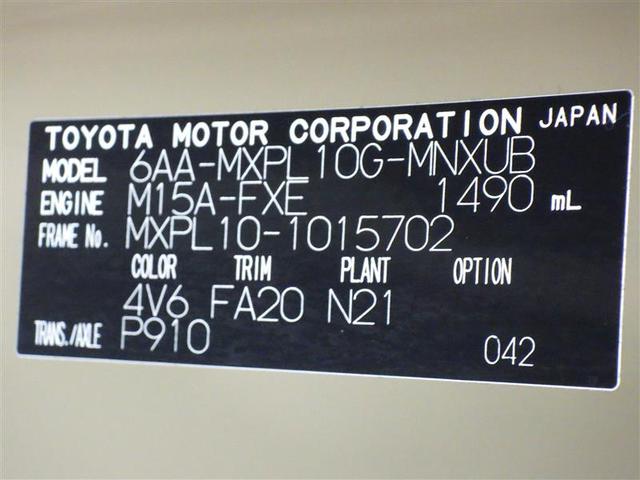 TOYOTA MOTOR CORPORATION JAPAN
MODEL 6AA-MXPL10G-MNXUB
ENGINE M15A-FXE 1490 mL
FRAME No. MXPL10-1015702
COLOR TRIM PLANT OPTION
4V6 FA20 N21
TRANS./AXLE P910 042